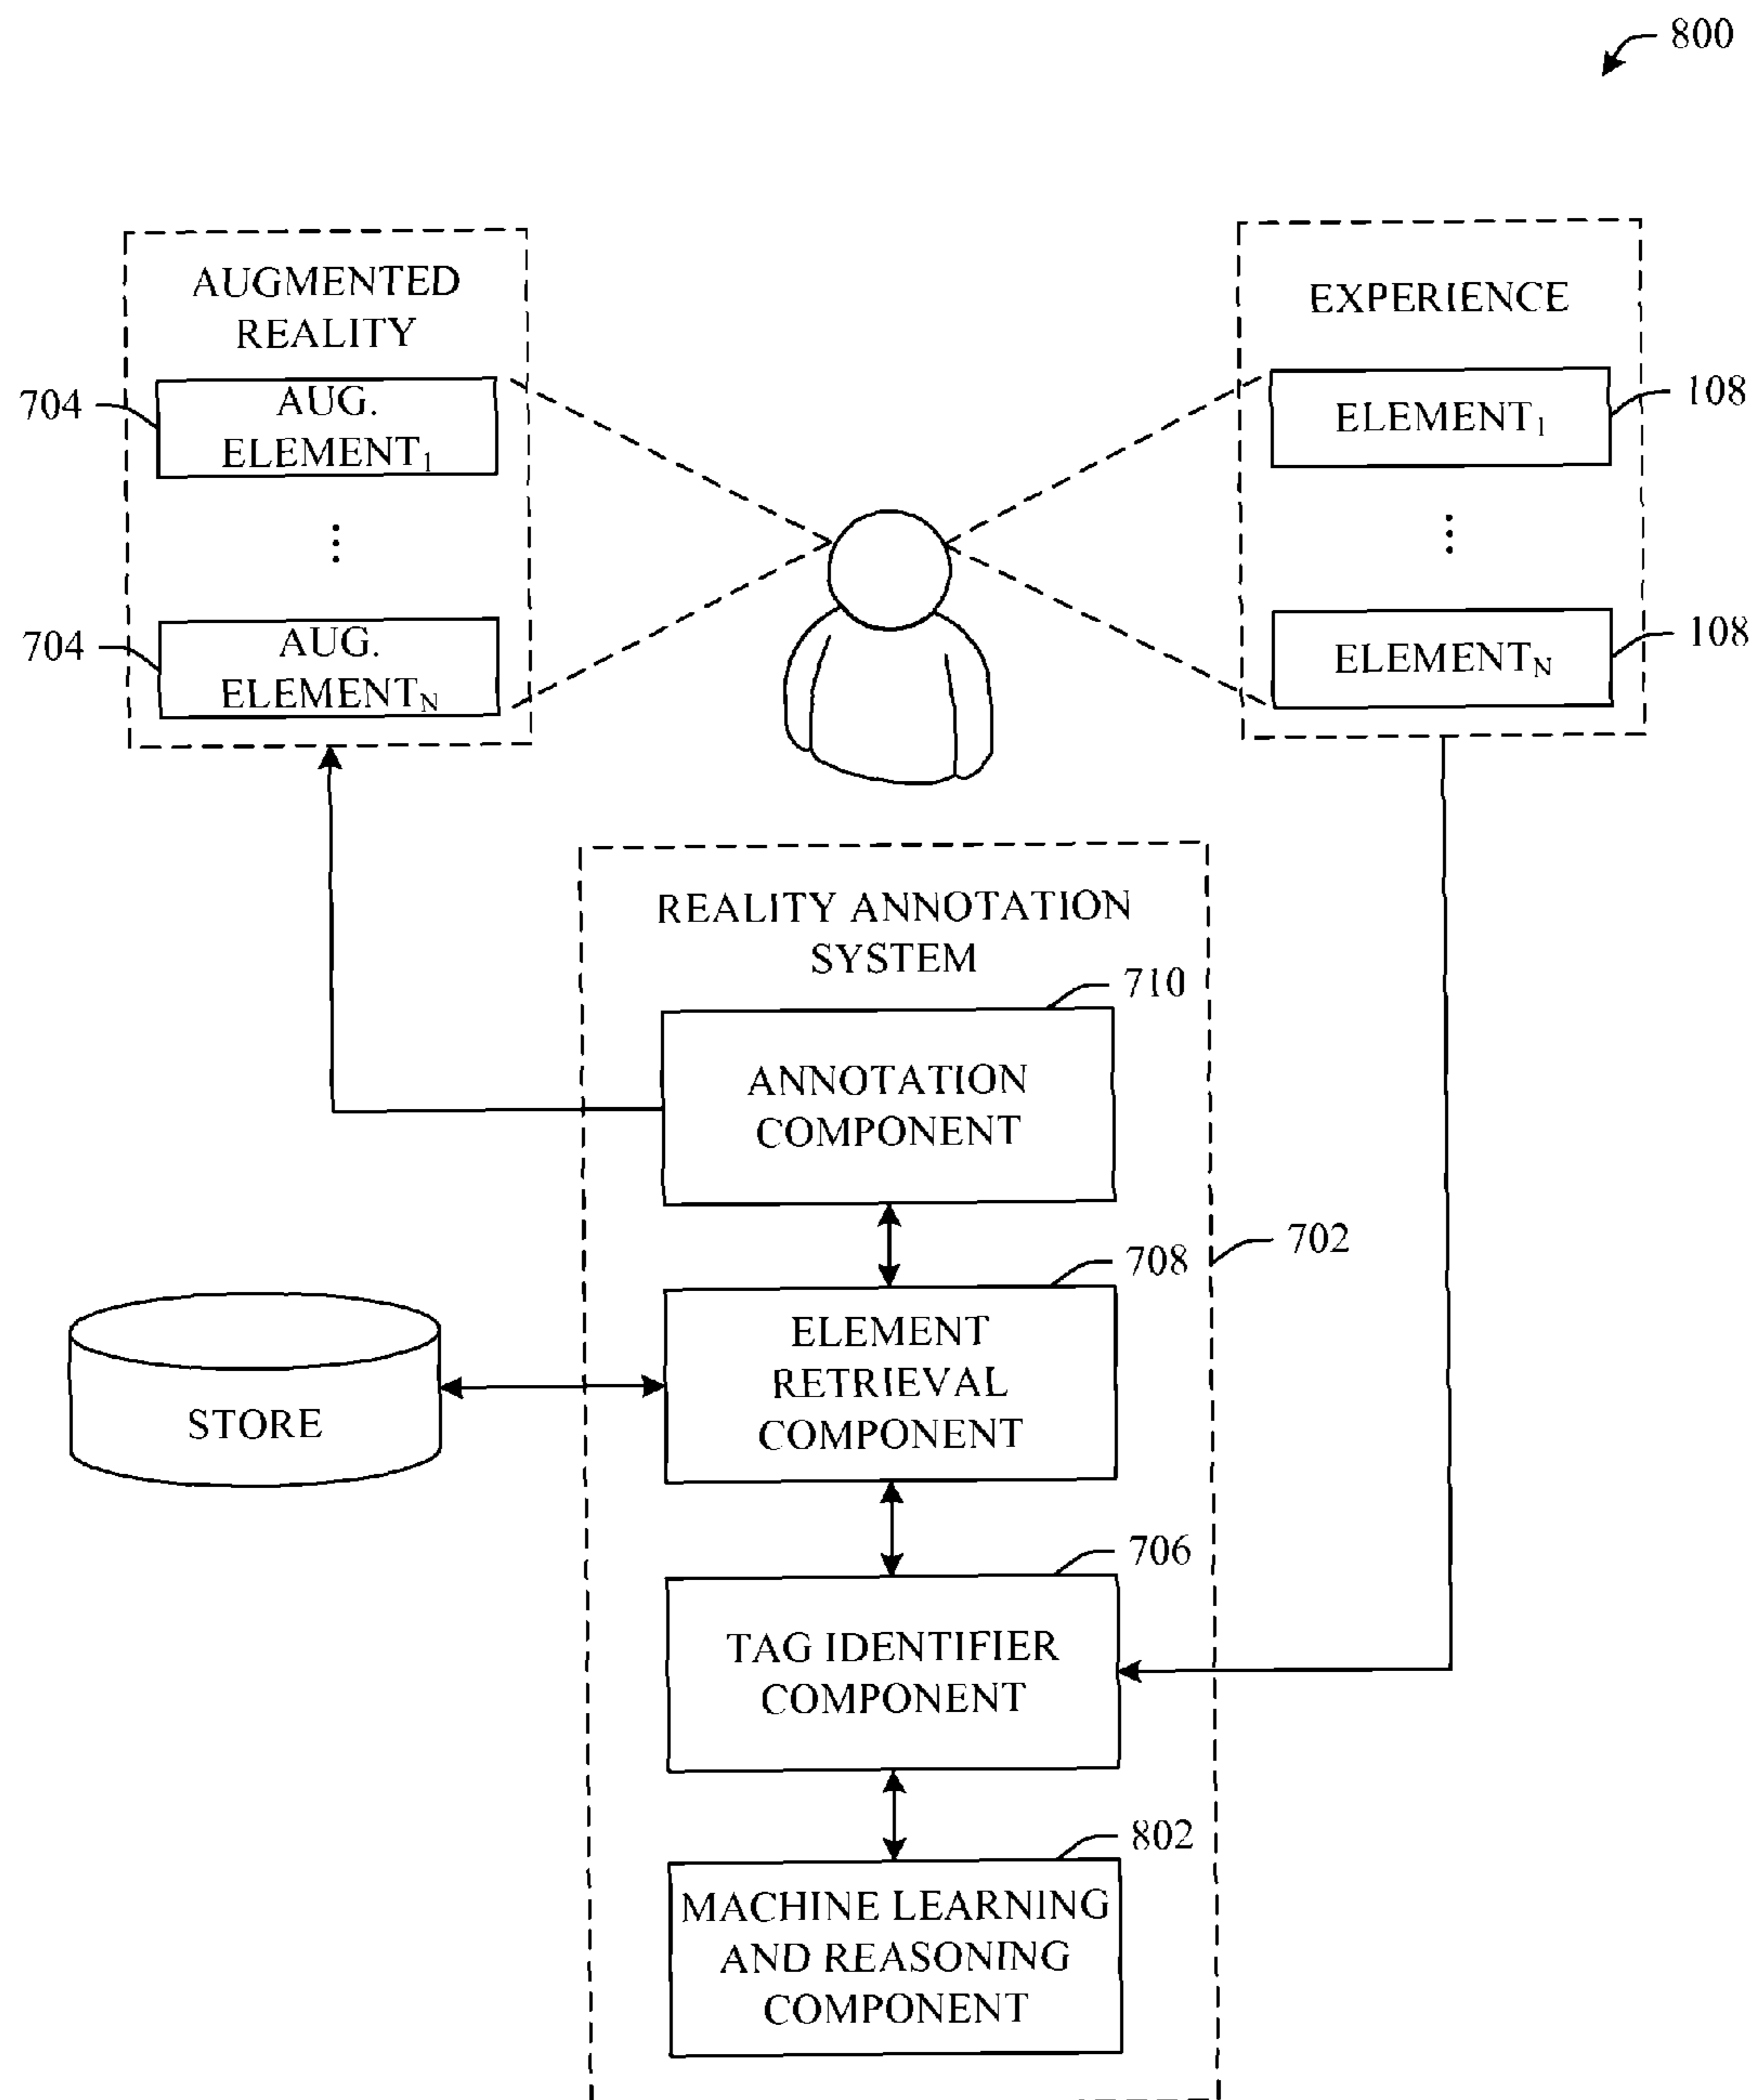 800
AUGMENTED
REALITY
704
AUG.
ELEMENT1
704
AUG.
ELEMENTN
EXPERIENCE
ELEMENT1
108
ELEMENTN
108
REALITY ANNOTATION
SYSTEM
710
ANNOTATION
COMPONENT
702
708
ELEMENT
RETRIEVAL
COMPONENT
STORE
706
TAG IDENTIFIER
COMPONENT
802
MACHINE LEARNING
AND REASONING
COMPONENT